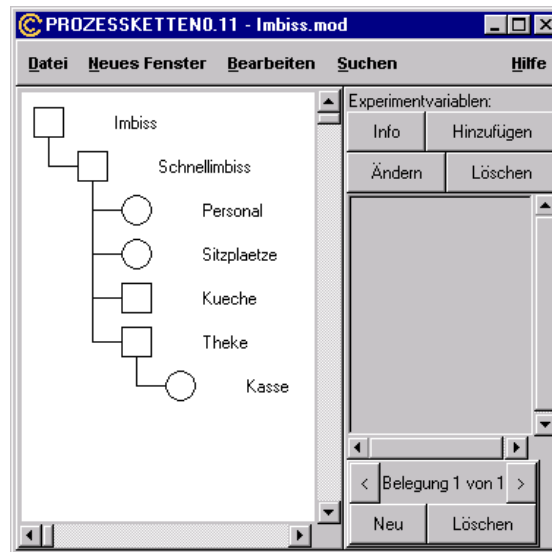 PROZESSKETTEN0.11 - Imbiss.mod
Datei Neues Fenster Bearbeiten Suchen Hilfe
Imbiss
Schnellimbiss
Personal
Sitzplaetze
Kueche
Theke
Kasse
Experimentvariablen:
Info Hinzufügen
Ändern Löschen
< Belegung 1 von 1 >
Neu Löschen